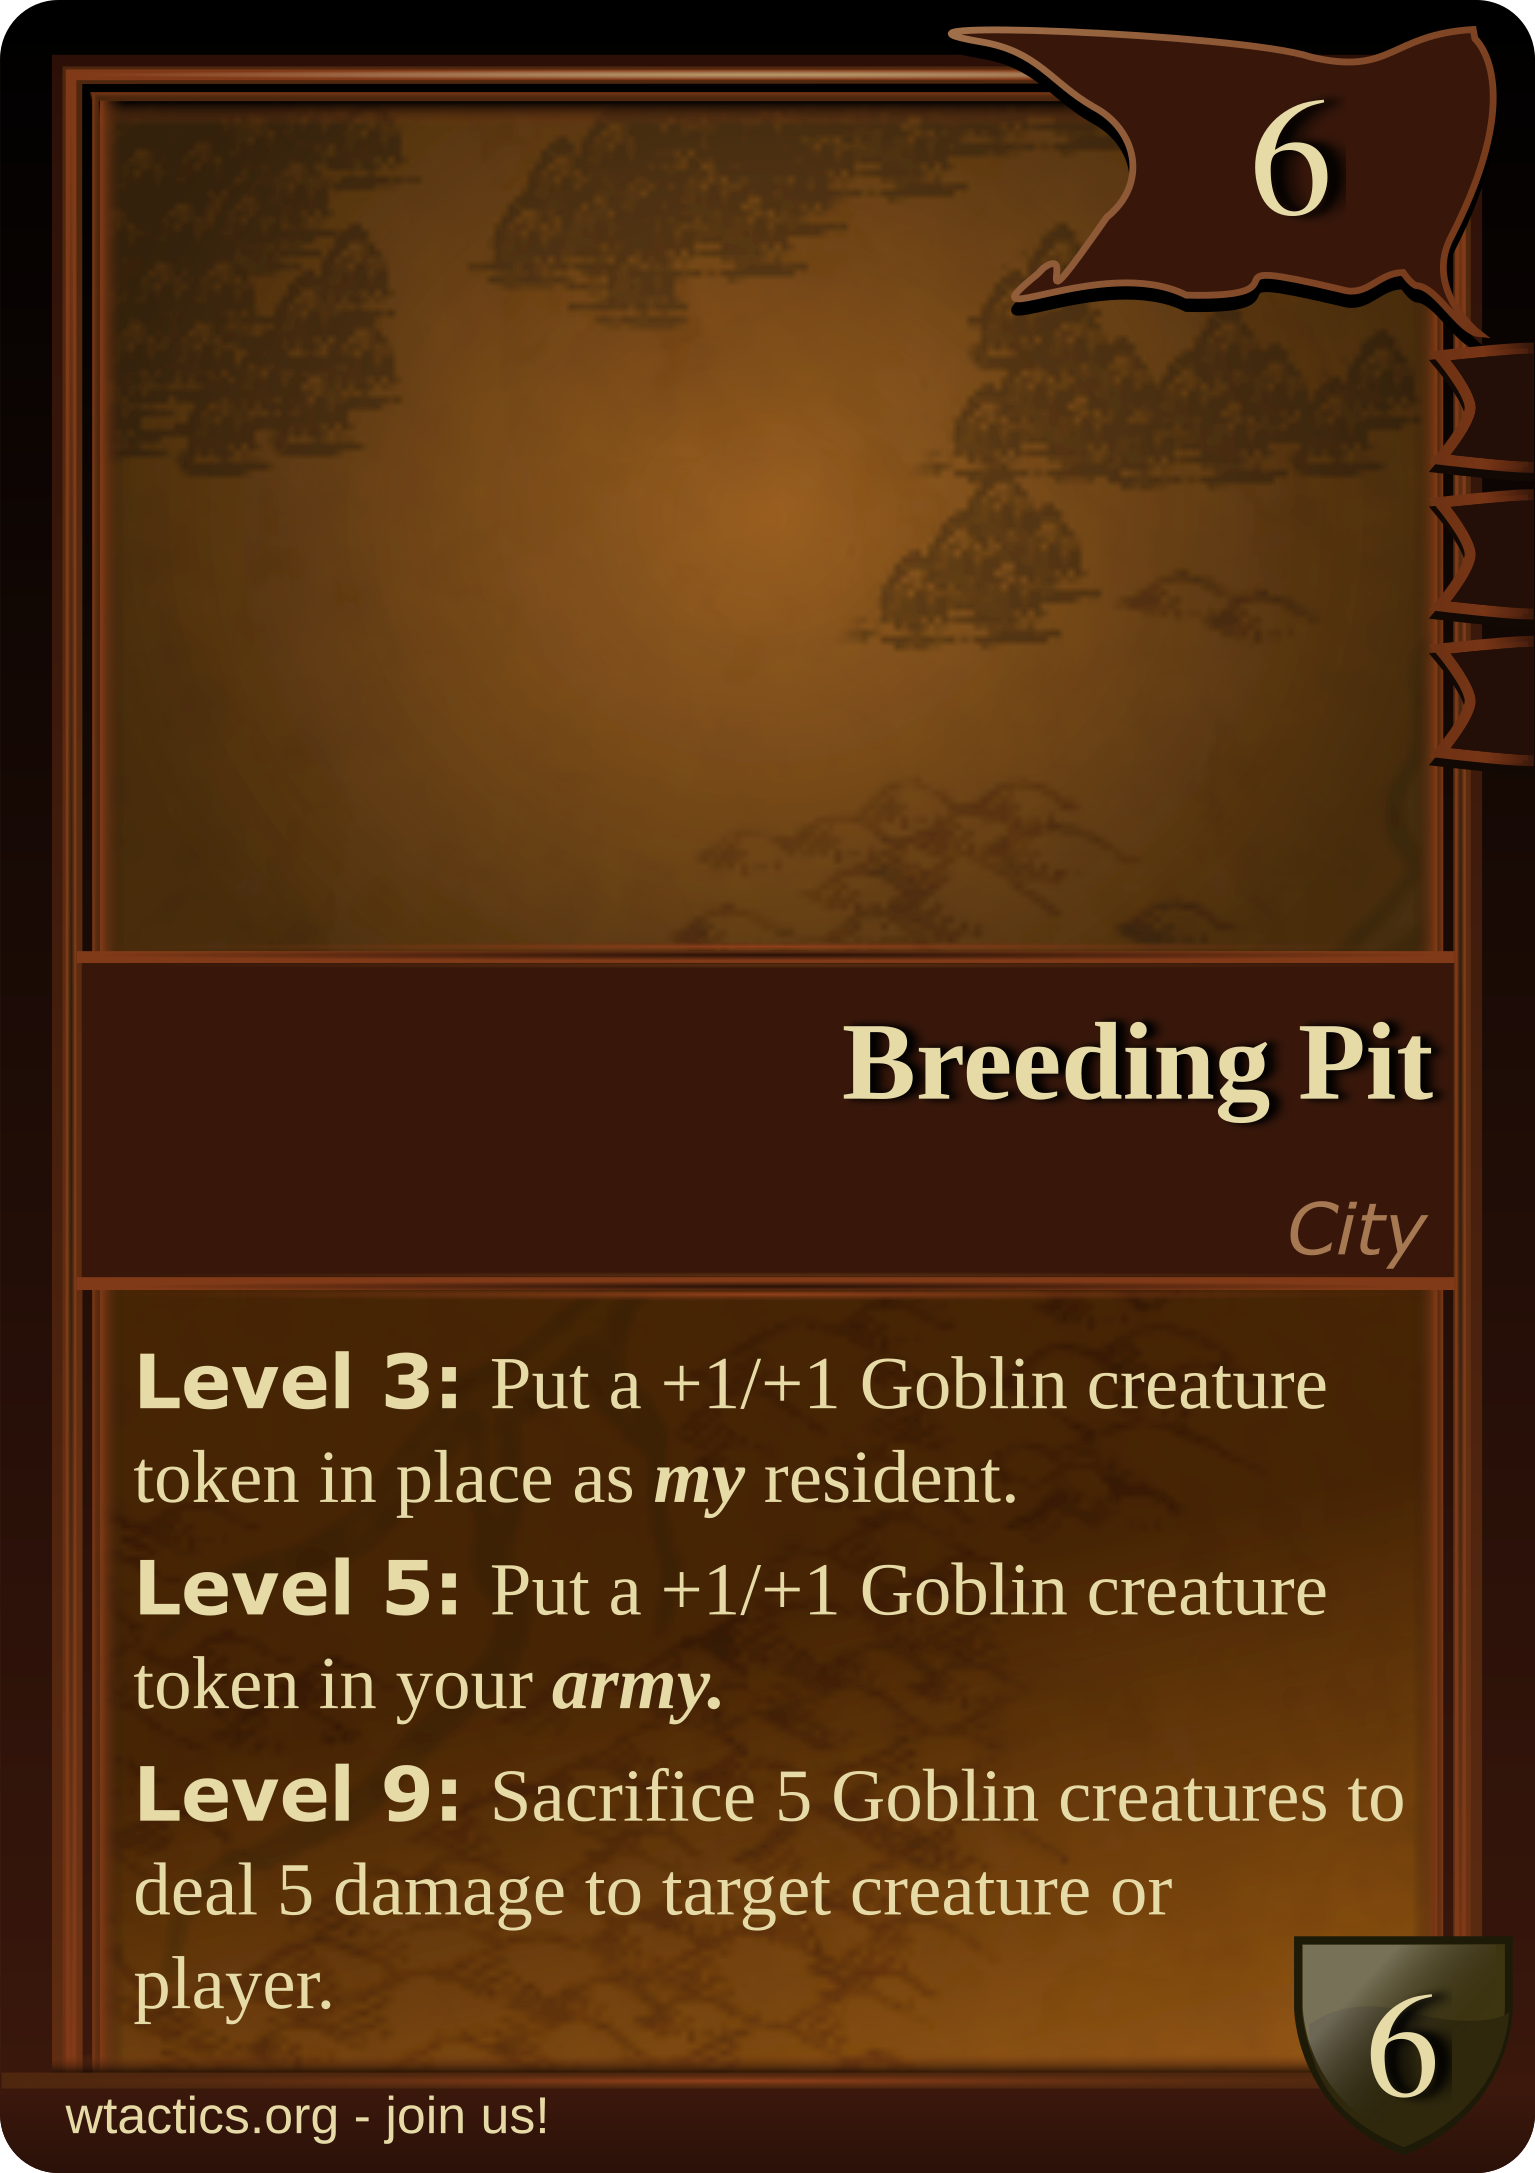 6
Breeding Pit
City
Level 3: Put a +1/+1 Goblin creature
token in place as my resident.
Level 5: Put a +1/+1 Goblin creature
token in your army.
Level 9: Sacrifice 5 Goblin creatures to
deal 5 damage to target creature or
player.
6
wtactics.org - join us!